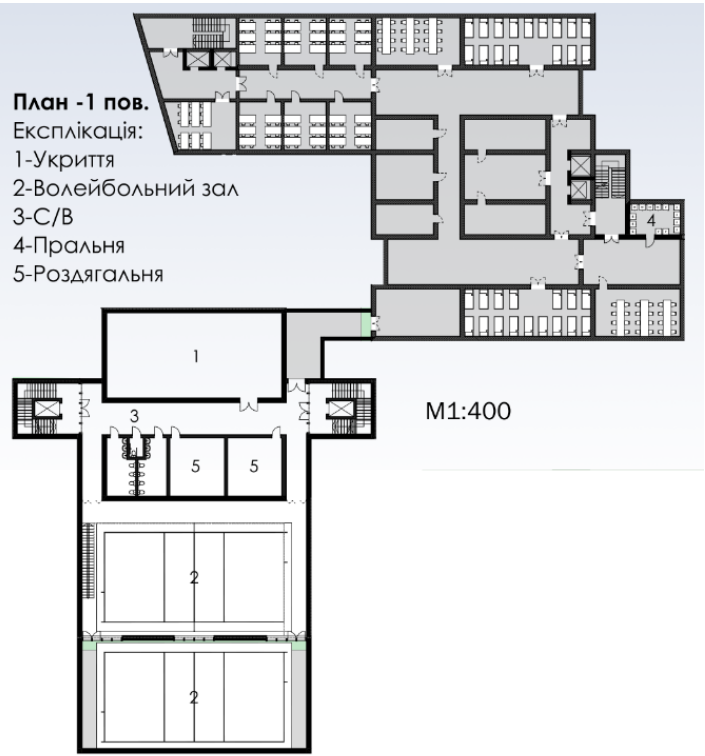 План -1 пов.
Експлікація:
1-Укриття
2-Волейбольний зал
3-С/В
4-Пральня
5-Роздягальня
4
1
М1:400
3
5
5
2
2